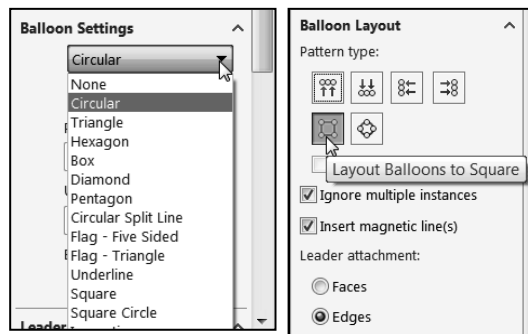 Balloon Settings
Circular
None
Circular
Triangle
Hexagon
Box
Diamond
Pentagon
Circular Split Line
Flag - Five Sided
Flag - Triangle
Underline
Square
Square Circle
Leader
Balloon Layout
Pattern type:
Layout Balloons to Square
Ignore multiple instances
Insert magnetic line(s)
Leader attachment:
Faces
Edges